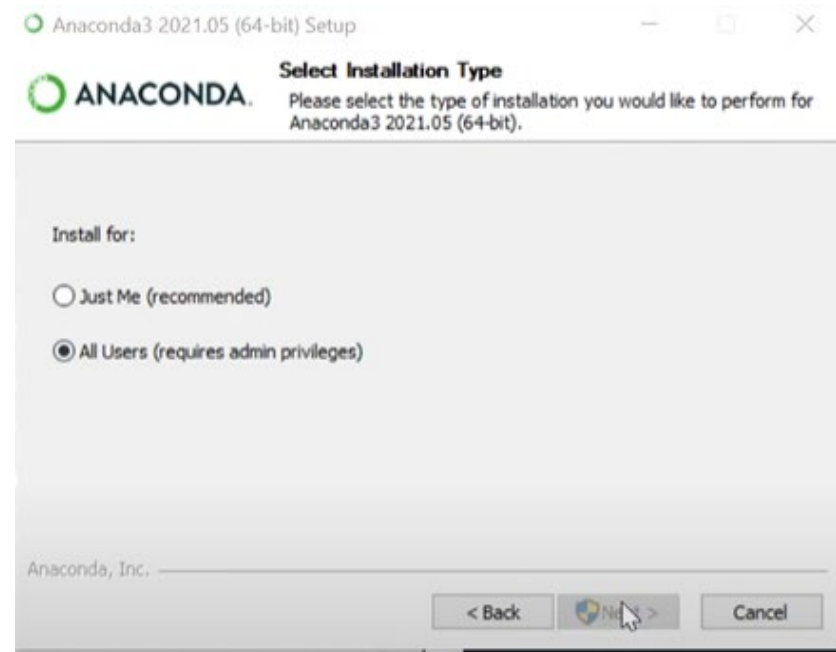 Anaconda3 2021.05 (64-bit) Setup
ANACONDA.
Select Installation Type
Please select the type of installation you would like to perform for
Anaconda3 2021.05 (64-bit).
Install for:
Just Me (recommended)
All Users (requires admin privileges)
Anaconda, Inc.
< Back
Next >
Cancel